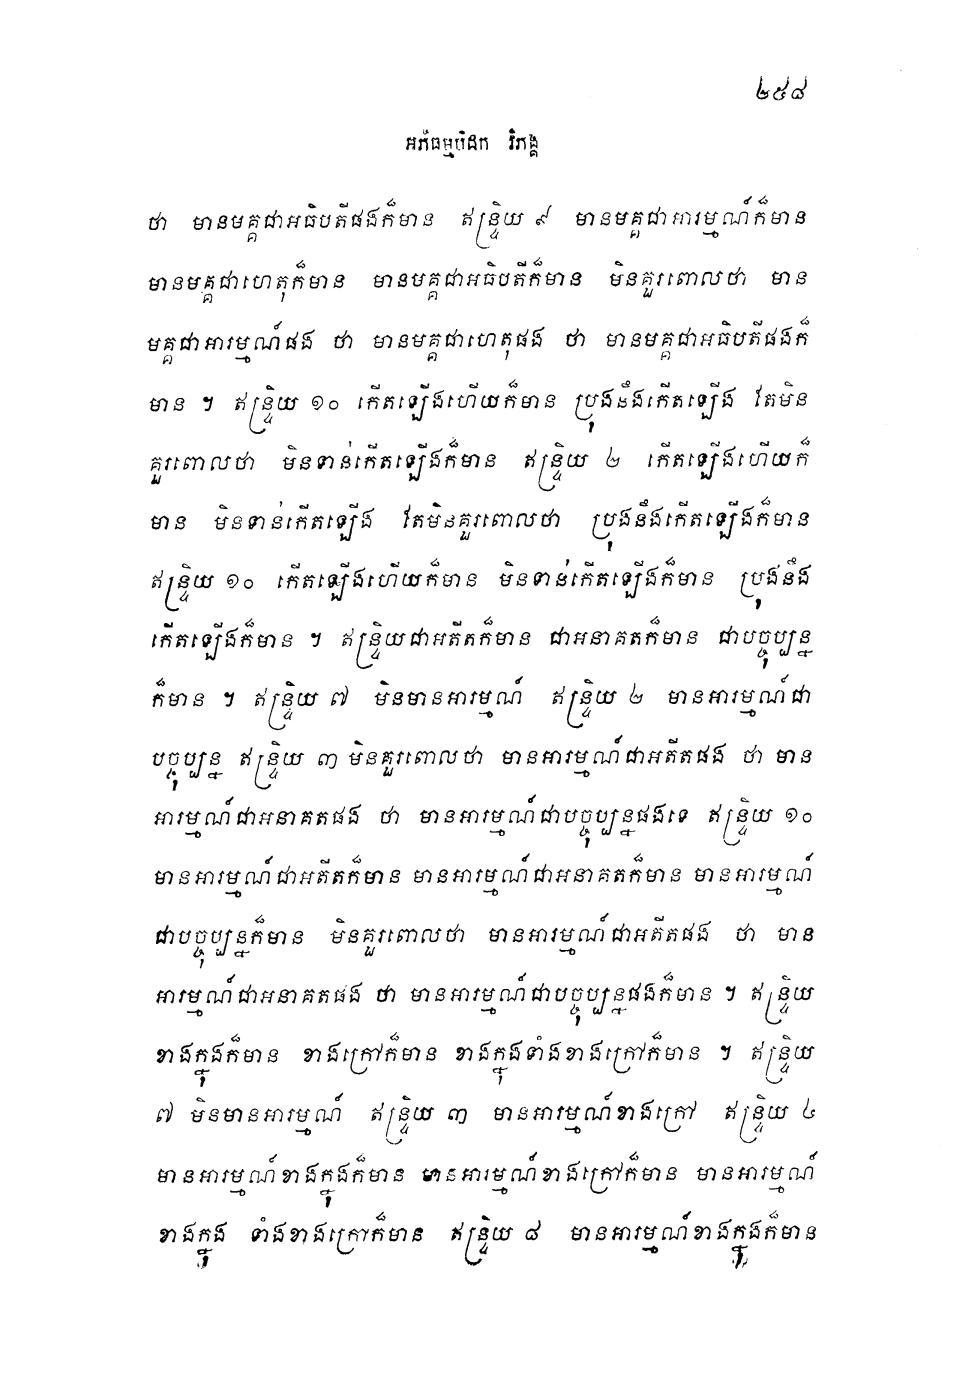 ២៥៨
អភិធម្មបិដក វិភង្គ
ថា មានមគ្គជាអធិបតីផងក៏មាន ឥន្ទ្រិយ ៩ មានមគ្គជាអារម្មណ៍ក៏មាន
មានមគ្គជាហេតុក៏មាន មានមគ្គជាអធិបតីក៏មាន មិនគួរពោលថា មាន
មគ្គជាអារម្មណ៍ផង ថា មានមគ្គជាហេតុផង ថា មានមគ្គជាអធិបតីផងក៏
មាន ។ ឥន្ទ្រិយ ១០ កើតឡើងហើយក៏មាន ប្រុងនឹងកើតឡើង តែមិន
គួរពោលថា មិនទាន់កើតឡើងក៏មាន ឥន្ទ្រិយ ២ កើតឡើងហើយក៏
មាន មិនទាន់កើតឡើង តែមិនគួរពោលថា ប្រុងនឹងកើតឡើងក៏មាន
ឥន្ទ្រិយ ១០ កើតឡើងហើយក៏មាន មិនទាន់កើតឡើងក៏មាន ប្រុងនឹង
កើតឡើងក៏មាន ។ ឥន្ទ្រិយជាអតីតក៏មាន ជាអនាគតក៏មាន ជាបច្ចុប្បន្ន
ក៏មាន ។ ឥន្ទ្រិយ ៧ មិនមានអារម្មណ៍ ឥន្ទ្រិយ ២ មានអារម្មណ៍ជា
បច្ចុប្បន្ន ឥន្ទ្រិយ ៣ មិនគួរពោលថា មានអារម្មណ៍ជាអតីតផង ថា មាន
អារម្មណ៍ជាអនាគតផង ថា មានអារម្មណ៍ជាបច្ចុប្បន្នផងទេ ឥន្ទ្រិយ ១០
មានអារម្មណ៍ជាអតីតក៏មាន មានអារម្មណ៍ជាអនាគតក៏មាន មានអារម្មណ៍
ជាបច្ចុប្បន្នក៏មាន មិនគួរពោលថា មានអារម្មណ៍ជាអតីតផង ថា មាន
អារម្មណ៍ជាអនាគតផង ថា មានអារម្មណ៍ជាបច្ចុប្បន្នផងក៏មាន ។ ឥន្ទ្រិយ
ខាងក្នុងក៏មាន ខាងក្រៅក៏មាន ខាងក្នុងទាំងខាងក្រៅក៏មាន ។ ឥន្ទ្រិយ
៧ មិនមានអារម្មណ៍ ឥន្ទ្រិយ ៣ មានអារម្មណ៍ខាងក្រៅ ឥន្ទ្រិយ ៤
មានអារម្មណ៍ខាងក្នុងក៏មាន មានអារម្មណ៍ខាងក្រៅក៏មាន មានអារម្មណ៍
ខាងក្នុង ទាំងខាងក្រៅក៏មាន ឥន្ទ្រិយ ៨ មានអារម្មណ៍ខាងក្នុងក៏មាន